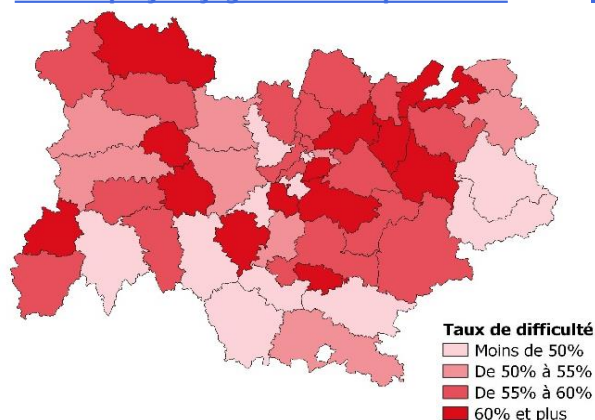 Taux de difficulté
Moins de 50%
De 50% à 55%
De 55% à 60%
60% et plus